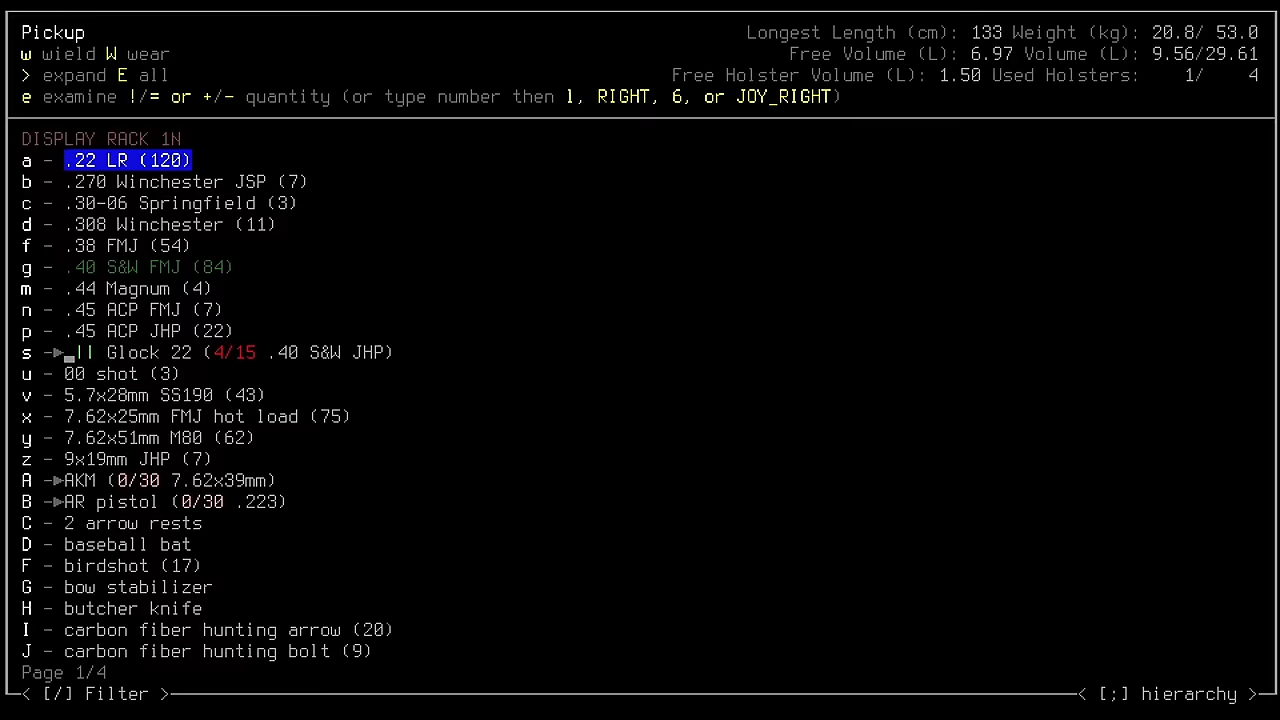 Pickup Longest Length (cm): 133 Weight (kg): 20.8/ 53.0
w wield W wear Free Volume (L): 6.97 Volume (L): 9.56/29.61
> expand E all Free Holster Volume (L): 1.50 Used Holsters: 1/ 4
e examine !/= or +/- quantity (or type number then l, RIGHT, 6, or JOY_RIGHT)
DISPLAY RACK 1N
a - .22 LR (120)
b - .270 Winchester JSP (7)
c - .30-06 Springfield (3)
d - .308 Winchester (11)
f - .38 FMJ (54)
g - .40 S&W FMJ (84)
m - .44 Magnum (4)
n - .45 ACP FMJ (7)
p - .45 ACP JHP (22)
s -▶▃|| Glock 22 (4/15 .40 S&W JHP)
u - 00 shot (3)
v - 5.7x28mm SS190 (43)
x - 7.62x25mm FMJ hot load (75)
y - 7.62x51mm M80 (62)
z - 9x19mm JHP (7)
A -▶AKM (0/30 7.62x39mm)
B -▶AR pistol (0/30 .223)
C - 2 arrow rests
D - baseball bat
F - birdshot (17)
G - bow stabilizer
H - butcher knife
I - carbon fiber hunting arrow (20)
J - carbon fiber hunting bolt (9)
Page 1/4
< [/] Filter > < [;] hierarchy >